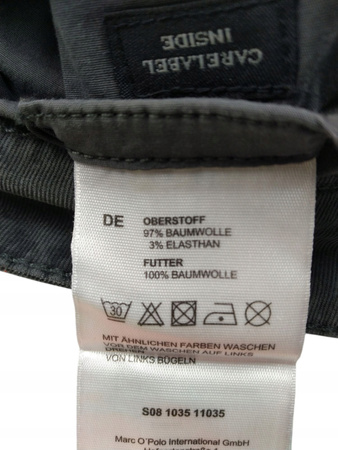 CARELABEL
INSIDE
DE OBERSTOFF
97% BAUMWOLLE
3% ELASTHAN
FUTTER
100% BAUMWOLLE
30
MIT ÄHNLICHEN FARBEN WASCHEN
VOR DEM WASCHEN AUF LINKS
DREHEN
VON LINKS BÜGELN
S08 1035 11035
Marc O'Polo International GmbH